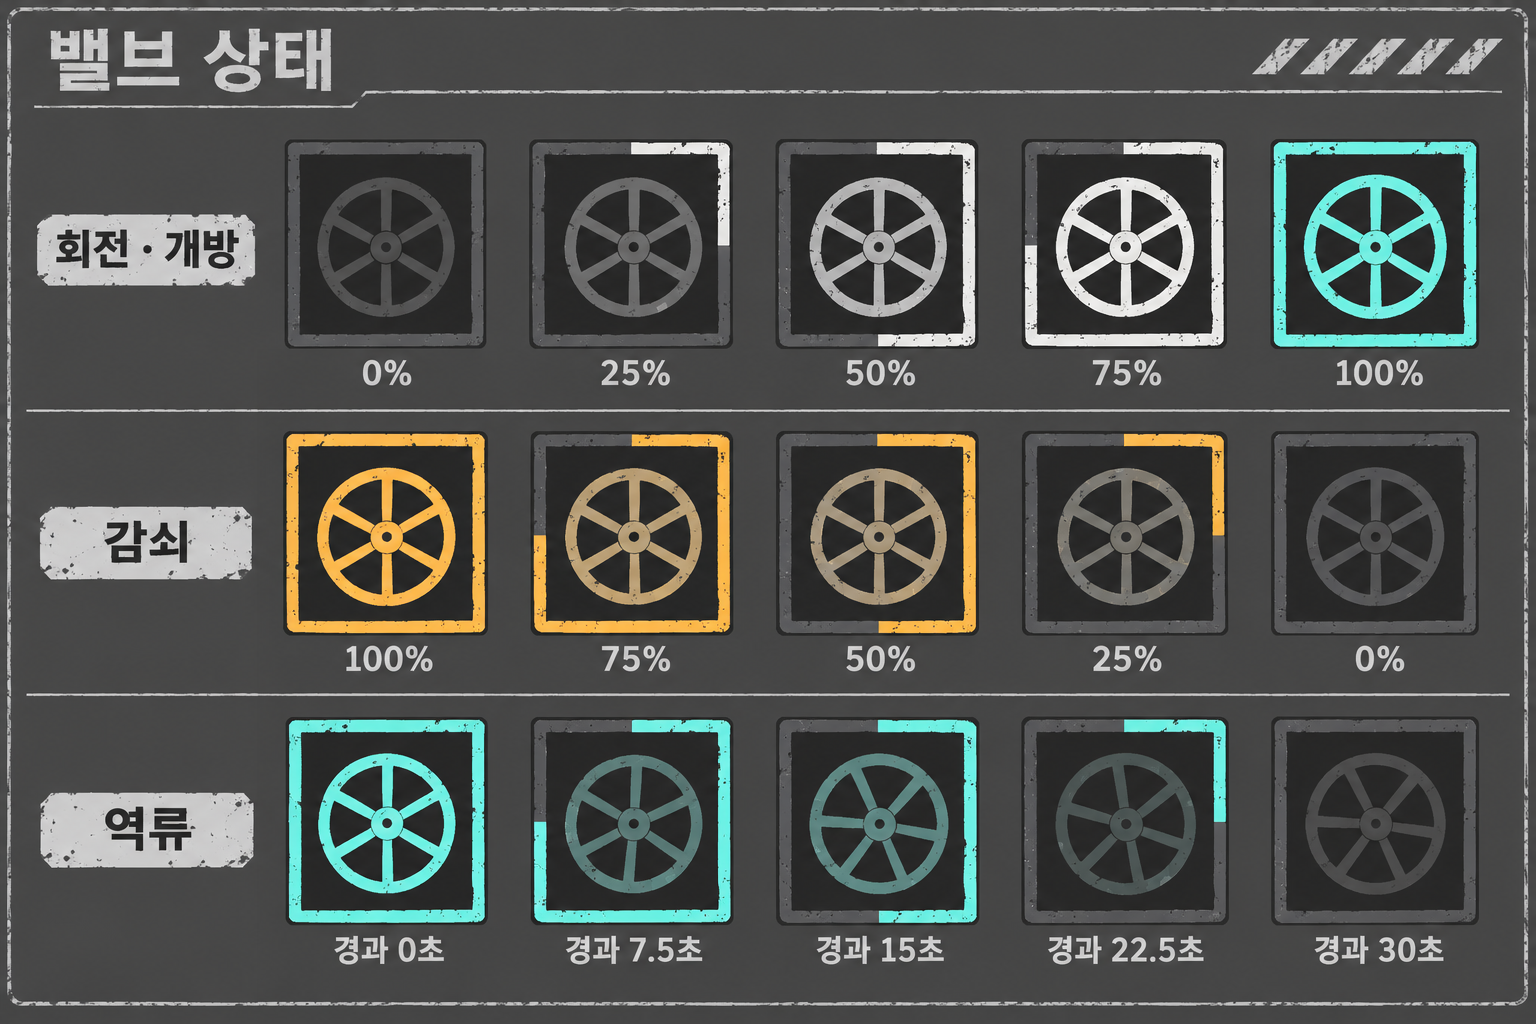 밸브 상태
회전 · 개방
0%
25%
50%
75%
100%
감쇠
100%
75%
50%
25%
0%
역류
경과 0초
경과 7.5초
경과 15초
경과 22.5초
경과 30초